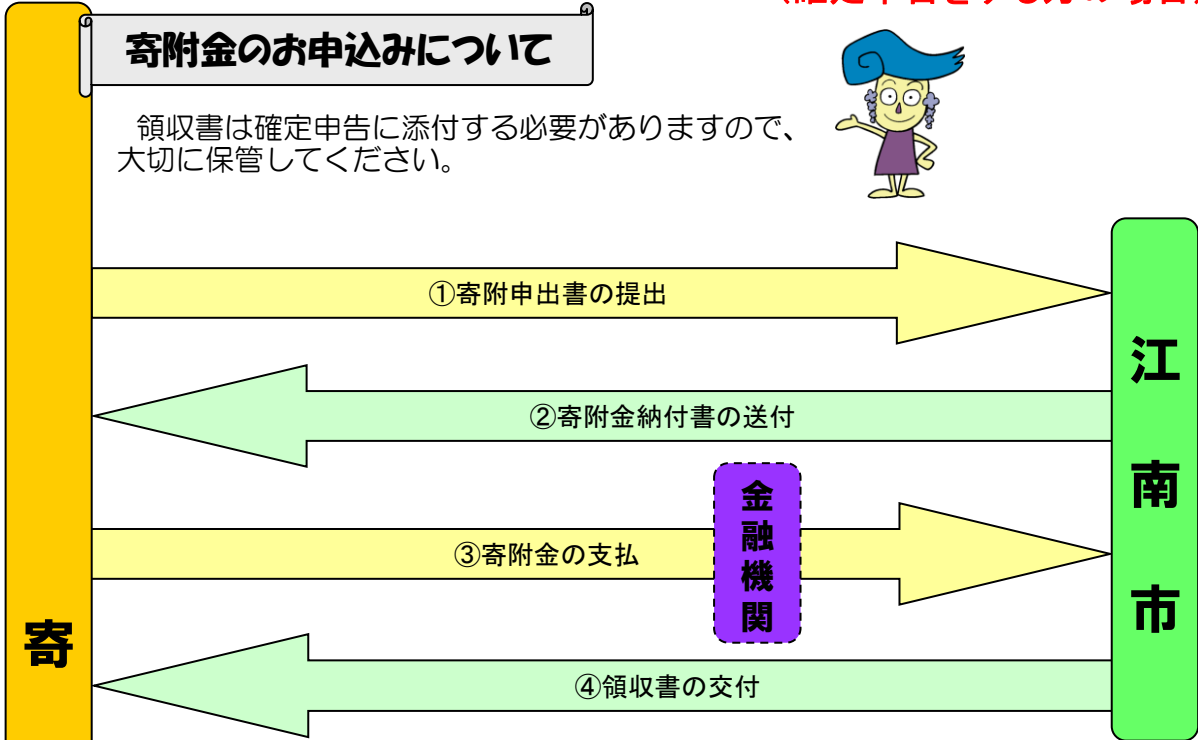 寄附金のお申込みについて
領収書は確定申告に添付する必要がありますので、
大切に保管してください。
①寄附申出書の提出
②寄附金納付書の送付
③寄附金の支払
金融機関
④領収書の交付
江南市
寄